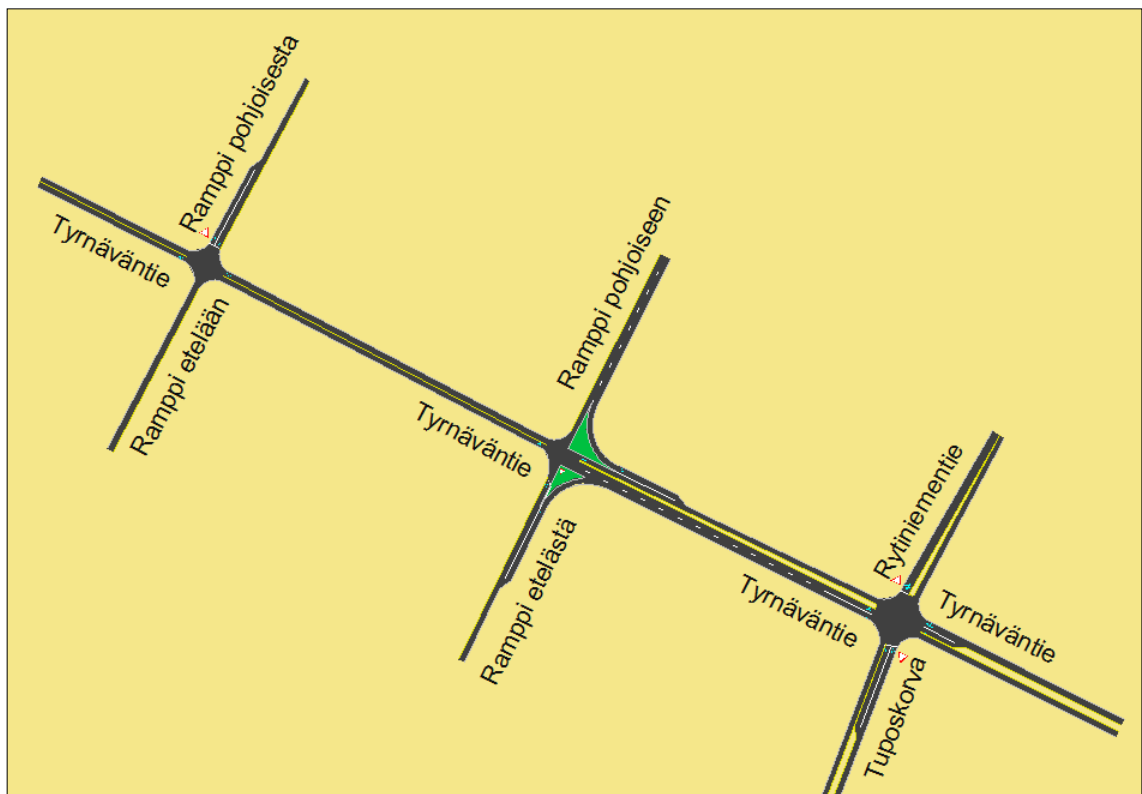 Ramppi pohjoisesta
Tyrnäväntie
Ramppi etelään
Ramppi pohjoiseen
Tyrnäväntie
Ramppi etelästä
Rytiniementie
Tyrnäväntie
Tyrnäväntie
Tuposkorva